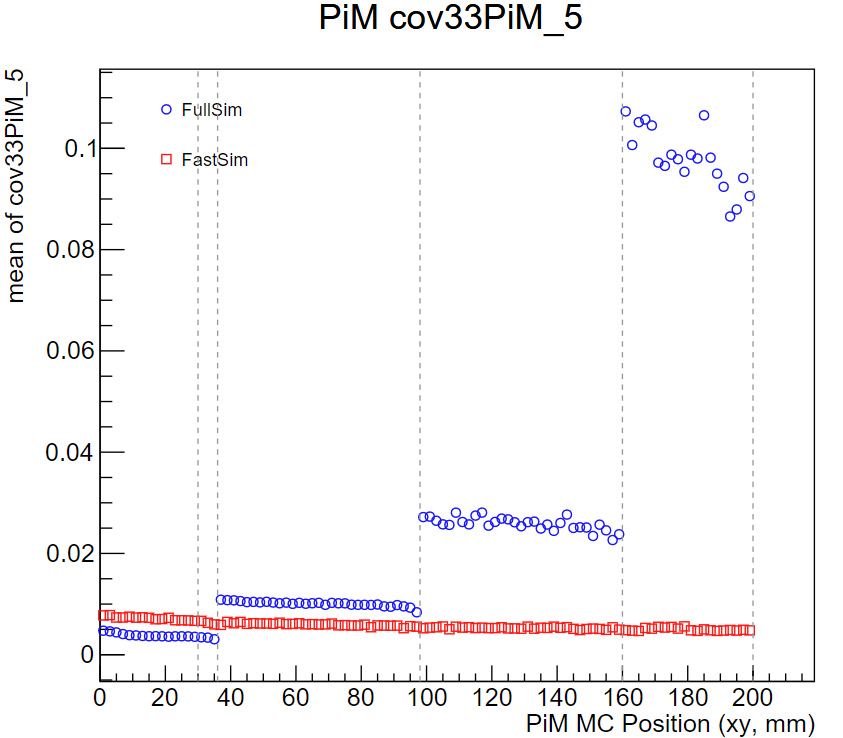 PiM cov33PiM_5
mean of cov33PiM_5
FullSim
FastSim
0.1
0.08
0.06
0.04
0.02
0
0 20 40 60 80 100 120 140 160 180 200
PiM MC Position (xy, mm)